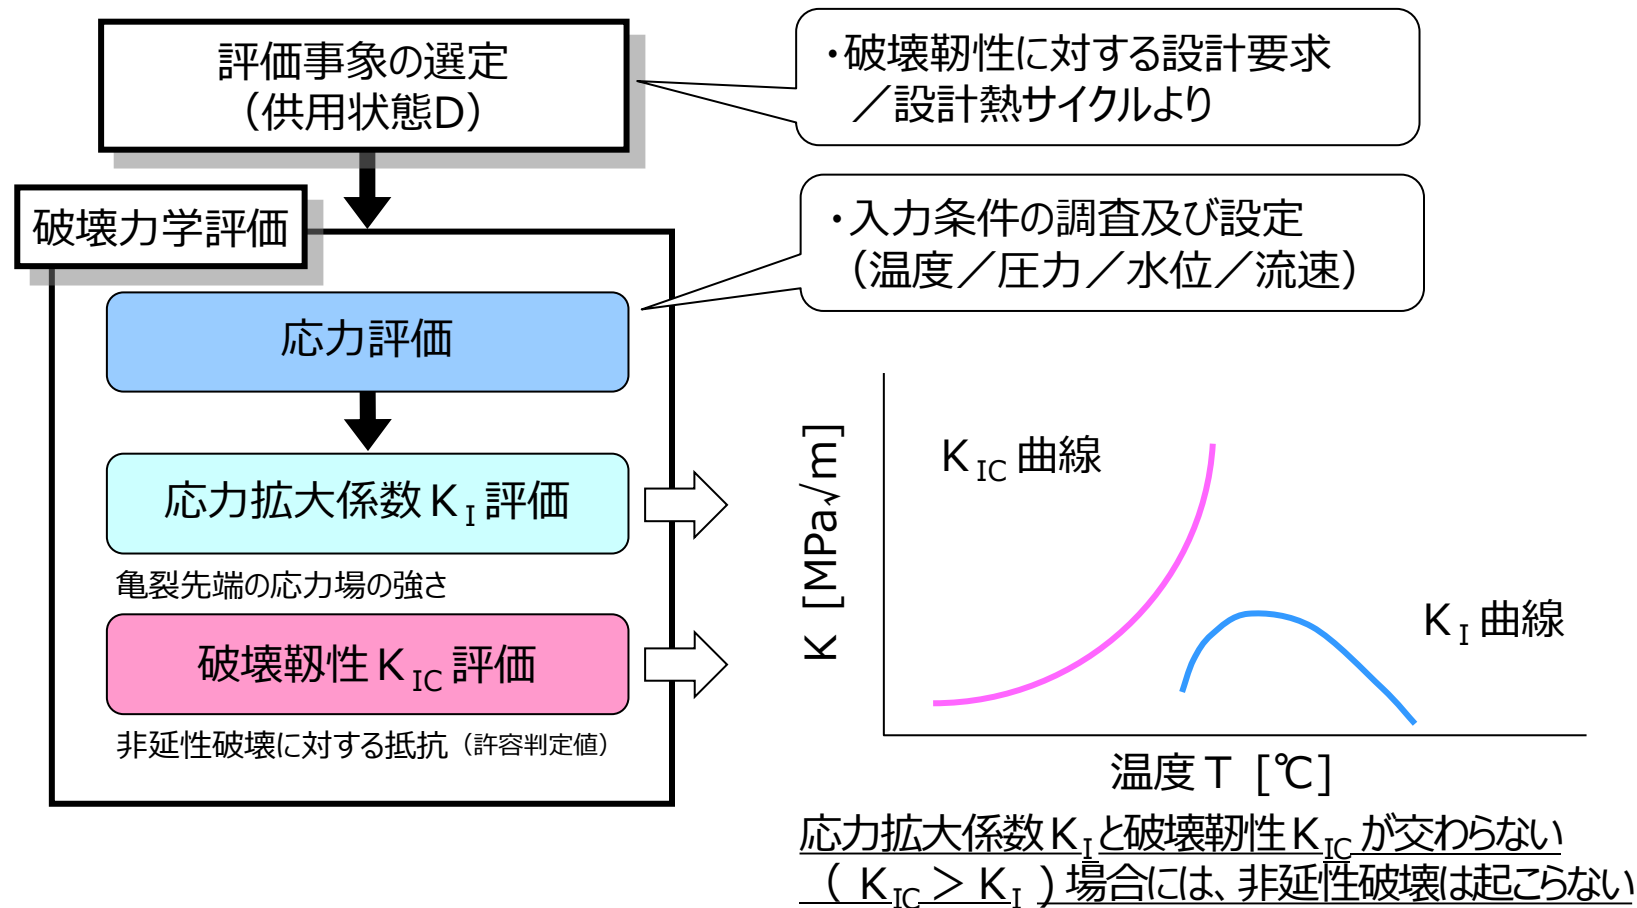 評価事象の選定
（供用状態D）
・破壊靭性に対する設計要求
／設計熱サイクルより
破壊力学評価
・入力条件の調査及び設定
（温度／圧力／水位／流速）
応力評価
応力拡大係数KI評価
亀裂先端の応力場の強さ
破壊靭性KIC評価
非延性破壊に対する抵抗（許容判定値）
K [MPa√m]
KIC曲線
KI曲線
温度T [℃]
応力拡大係数KIと破壊靭性KICが交わらない
（ KIC＞KI ）場合には、非延性破壊は起こらない